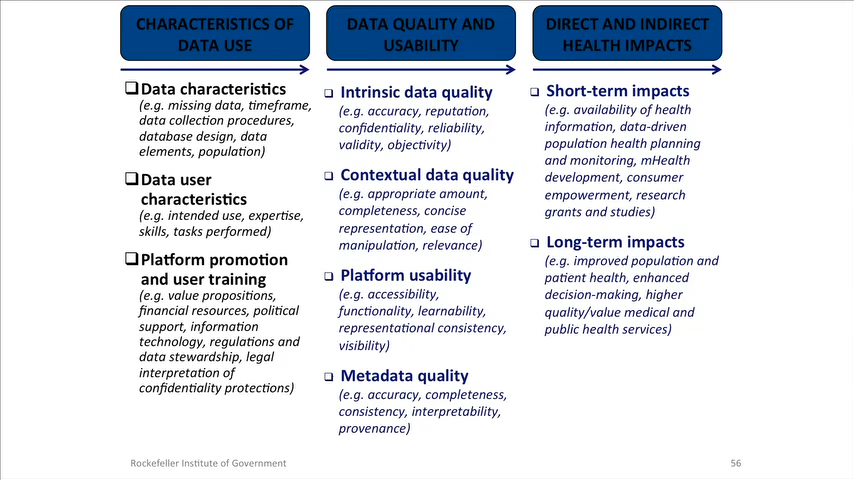 CHARACTERISTICS OF
DATA USE
Data characteristics
(e.g. missing data, timeframe,
data collection procedures,
database design, data
elements, population)
Data user
characteristics
(e.g. intended use, expertise,
skills, tasks performed)
Platform promotion
and user training
(e.g. value propositions,
financial resources, political
support, information
technology, regulations and
data stewardship, legal
interpretation of
confidentiality protections)
DATA QUALITY AND
USABILITY
Intrinsic data quality
(e.g. accuracy, reputation,
confidentiality, reliability,
validity, objectivity)
Contextual data quality
(e.g. appropriate amount,
completeness, concise
representation, ease of
manipulation, relevance)
Platform usability
(e.g. accessibility,
functionality, learnability,
representational consistency,
visibility)
Metadata quality
(e.g. accuracy, completeness,
consistency, interpretability,
provenance)
DIRECT AND INDIRECT
HEALTH IMPACTS
Short-term impacts
(e.g. availability of health
information, data-driven
population health planning
and monitoring, mHealth
development, consumer
empowerment, research
grants and studies)
Long-term impacts
(e.g. improved population and
patient health, enhanced
decision-making, higher
quality/value medical and
public health services)
Rockefeller Institute of Government
56